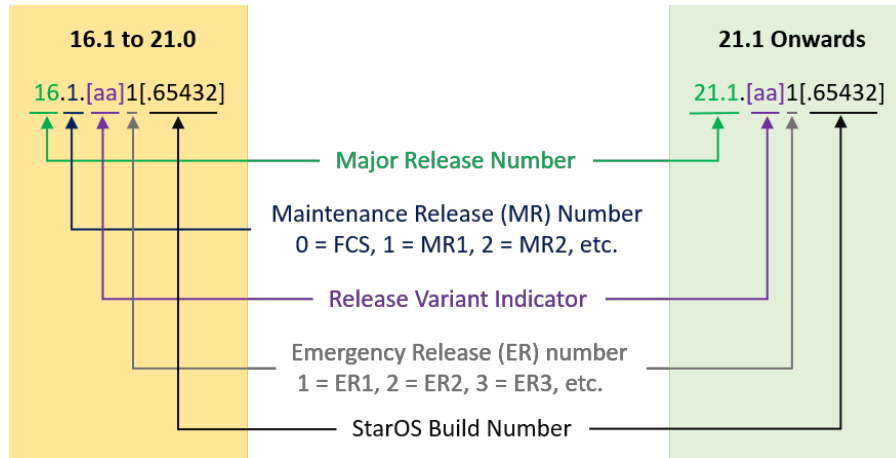 16.1 to 21.0
21.1 Onwards
16.1.[aa]1[.65432]
21.1.[aa]1[.65432]
Major Release Number
Maintenance Release (MR) Number
0 = FCS, 1 = MR1, 2 = MR2, etc.
Release Variant Indicator
Emergency Release (ER) number
1 = ER1, 2 = ER2, 3 = ER3, etc.
StarOS Build Number